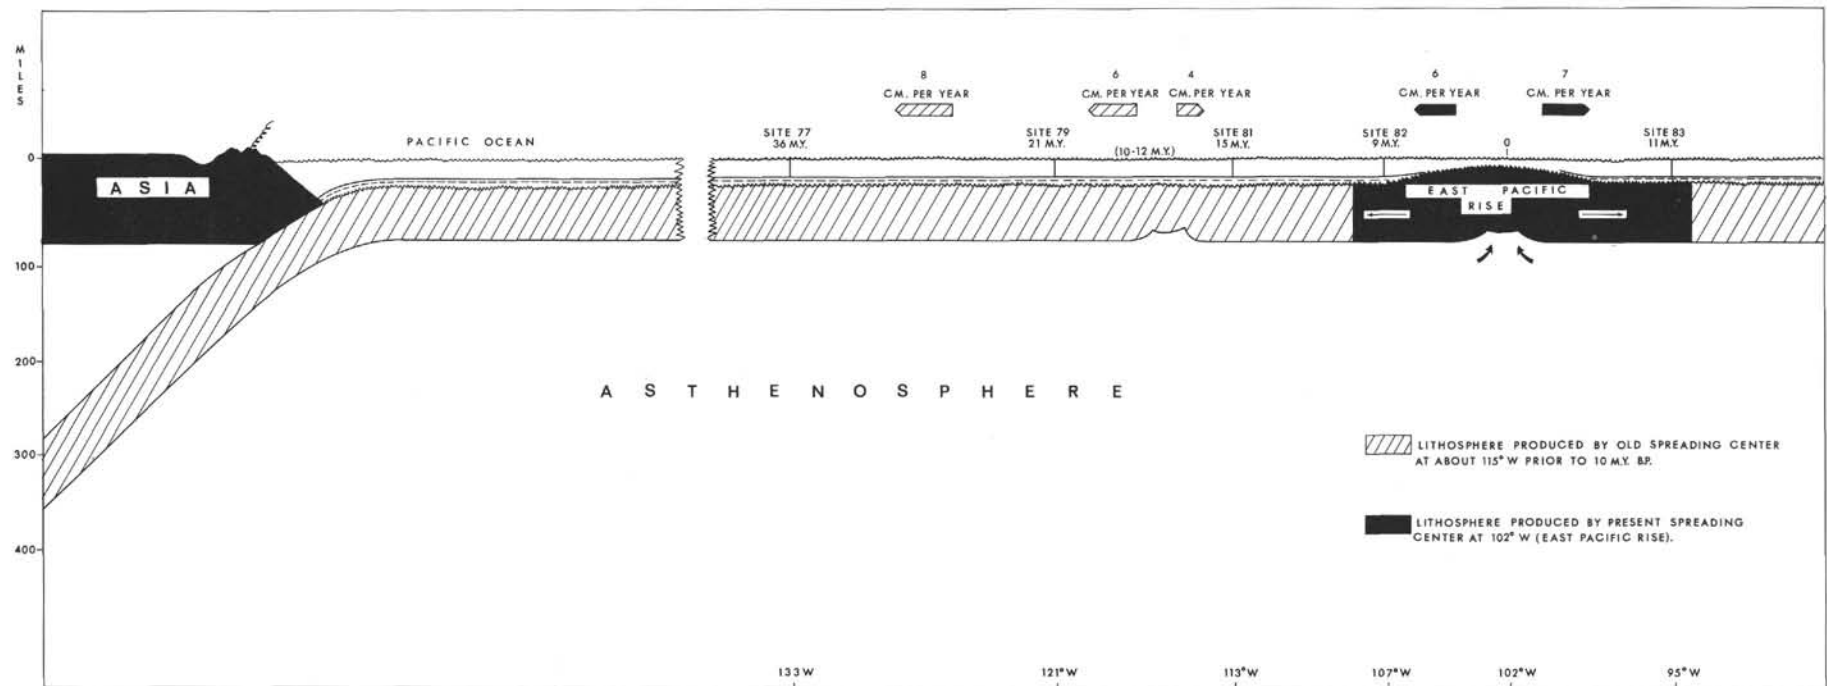 MILES
8
CM. PER YEAR
6
CM. PER YEAR
4
CM. PER YEAR
6
CM. PER YEAR
7
CM. PER YEAR
PACIFIC OCEAN
SITE 77
36 M.Y.
SITE 79
21 M.Y.
(10-12 M.Y.)
SITE 81
15 M.Y.
SITE 82
9 M.Y.
0
SITE 83
11 M.Y.
0
ASIA
EAST PACIFIC
RISE
100
200
300
400
ASTHENOSPHERE
LITHOSPHERE PRODUCED BY OLD SPREADING CENTER
AT ABOUT 115° W PRIOR TO 10 M.Y. B.P.
LITHOSPHERE PRODUCED BY PRESENT SPREADING
CENTER AT 102° W (EAST PACIFIC RISE).
133 W
121° W
113° W
107° W
102° W
95° W